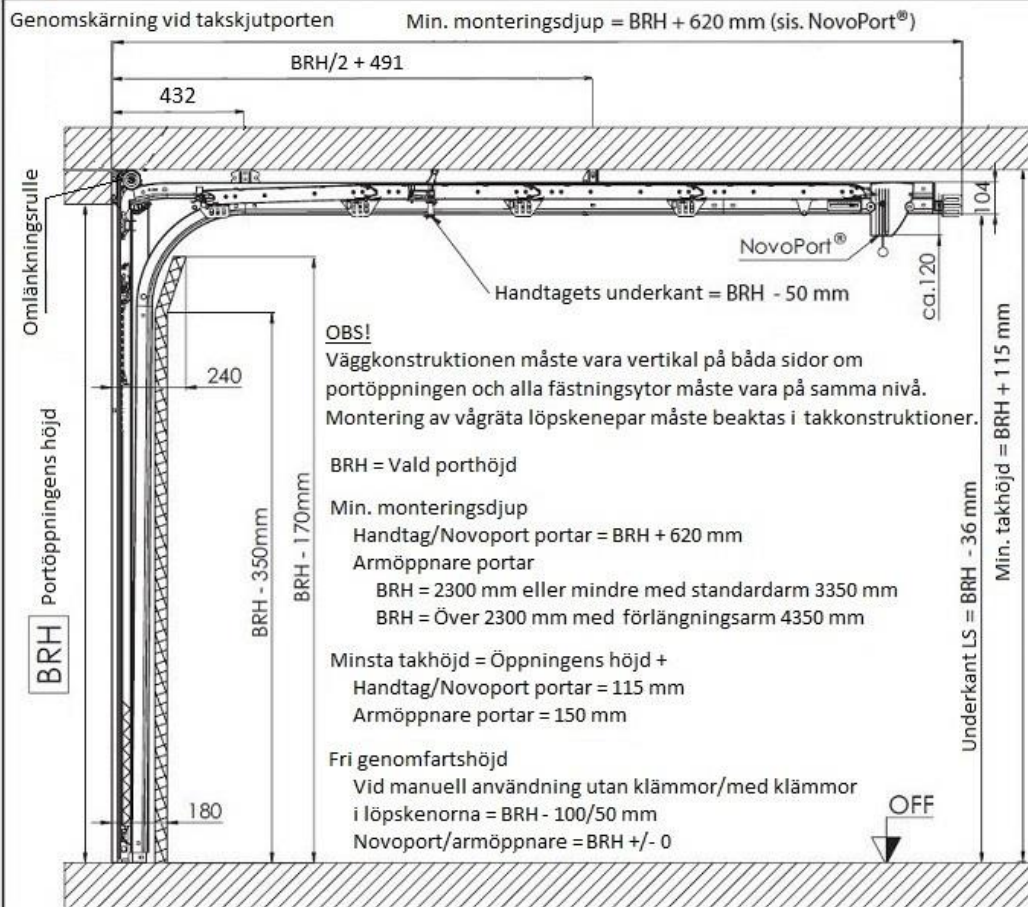 Genomskärning vid takskjutporten
Min. monteringsdjup = BRH + 620 mm (sis. NovoPort®)
BRH/2 + 491
432
Omlänkningsrulle
104
NovoPort®
ca.120
Handtagets underkant = BRH - 50 mm
OBS!
Väggkonstruktionen måste vara vertikal på båda sidor om
portöppningen och alla fästningsytor måste vara på samma nivå.
Montering av vågräta löpskenepar måste beaktas i takkonstruktioner.
240
BRH = Vald porthöjd
Min. monteringsdjup
Handtag/Novoport portar = BRH + 620 mm
Armöppnare portar
BRH = 2300 mm eller mindre med standardarm 3350 mm
BRH = Över 2300 mm med förlängningsarm 4350 mm
Minsta takhöjd = Öppningens höjd +
Handtag/Novoport portar = 115 mm
Armöppnare portar = 150 mm
Fri genomfartshöjd
Vid manuell användning utan klämmor/med klämmor
i löpskenorna = BRH - 100/50 mm
Novoport/armöppnare = BRH +/- 0
BRH Portöppningens höjd
BRH - 350mm
BRH - 170mm
180
Underkant LS = BRH - 36 mm
Min. takhöjd = BRH + 115 mm
OFF